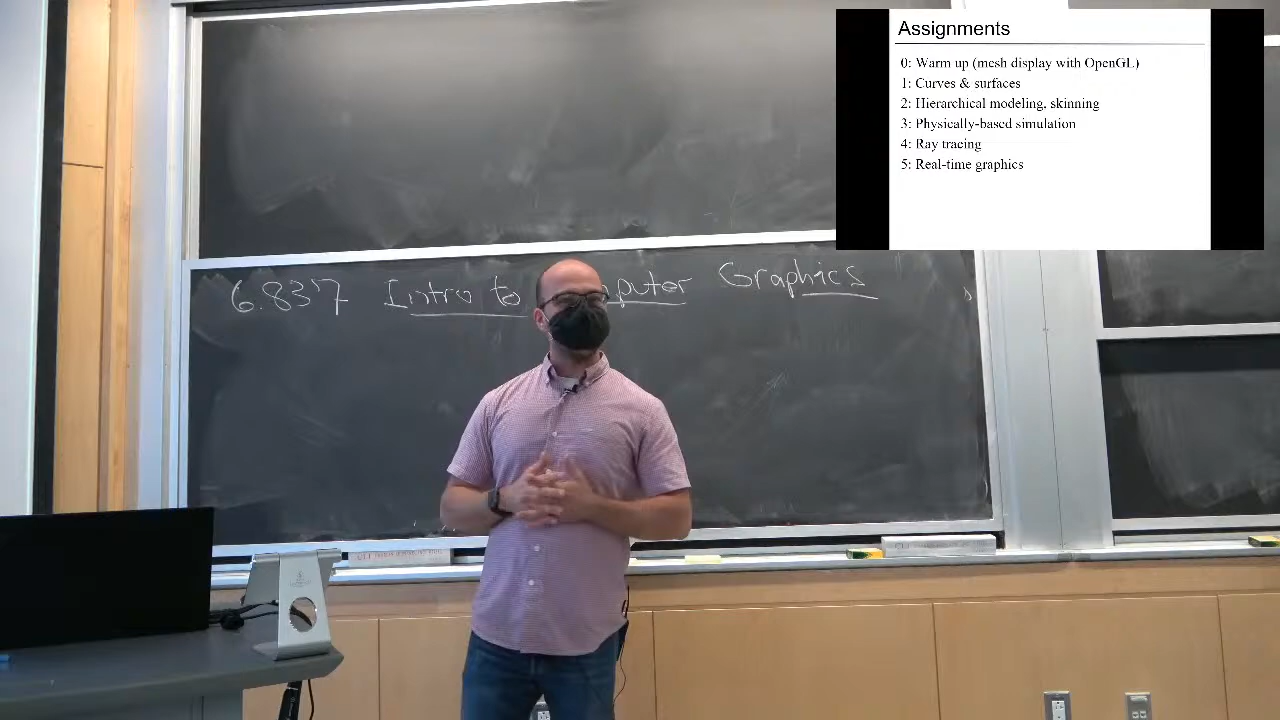 Assignments
0: Warm up (mesh display with OpenGL)
1: Curves & surfaces
2: Hierarchical modeling, skinning
3: Physically-based simulation
4: Ray tracing
5: Real-time graphics
6.837 Intro to puter Graphics